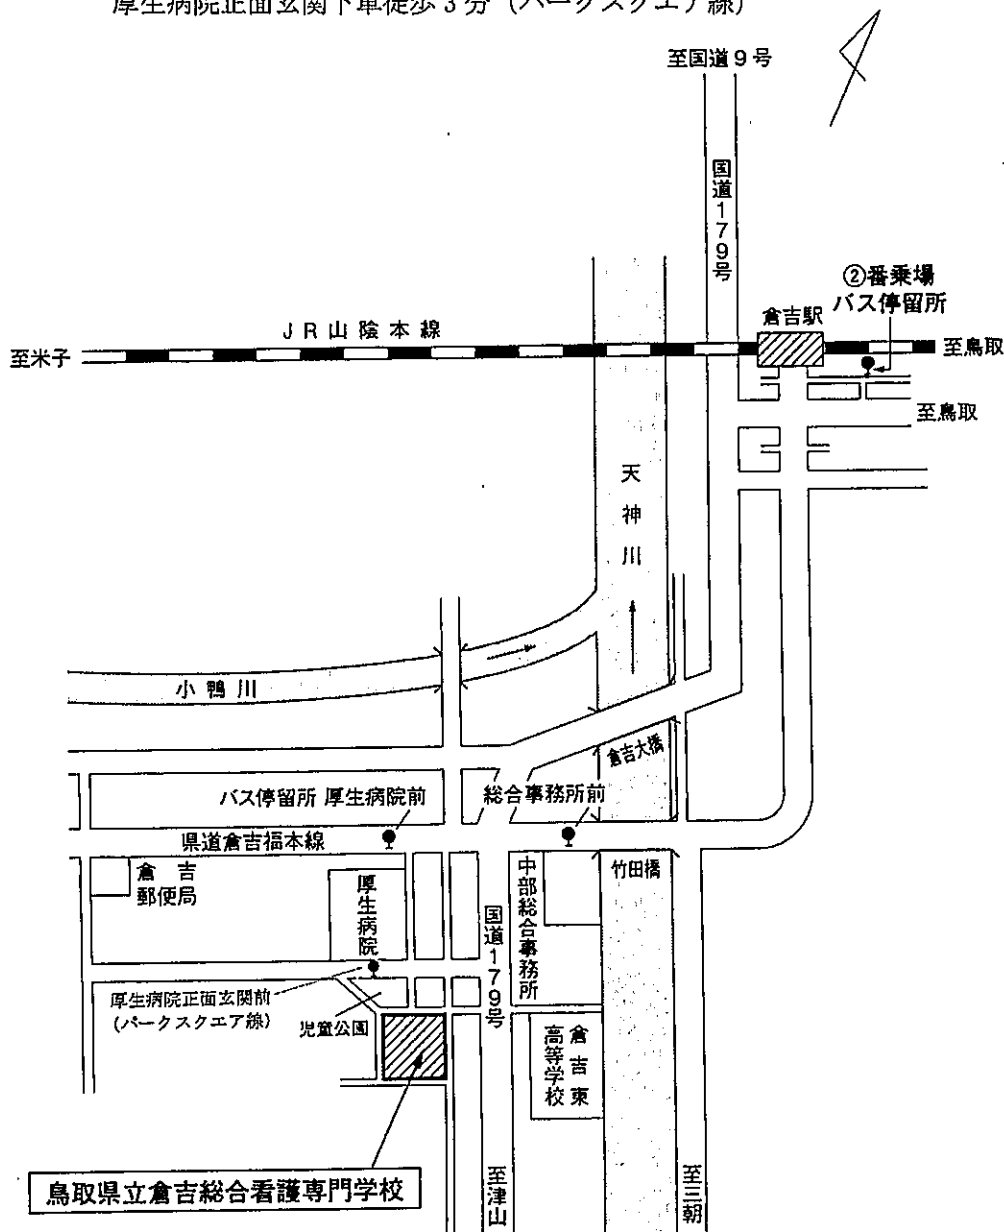 厚生病院正面玄関下車徒歩3分（パークスクエア線）
至国道9号
国道179号
②番乗場
バス停留所
倉吉駅
JR山陰本線
至米子
至鳥取
至鳥取
天神川
小鴨川
倉吉大橋
バス停留所 厚生病院前
総合事務所前
県道倉吉福本線
竹田橋
倉吉
郵便局
厚生病院
国道179号
中部総合事務所
厚生病院正面玄関前
(パークスクエア線)
児童公園
倉吉東
高等学校
鳥取県立倉吉総合看護専門学校
至津山
至三朝